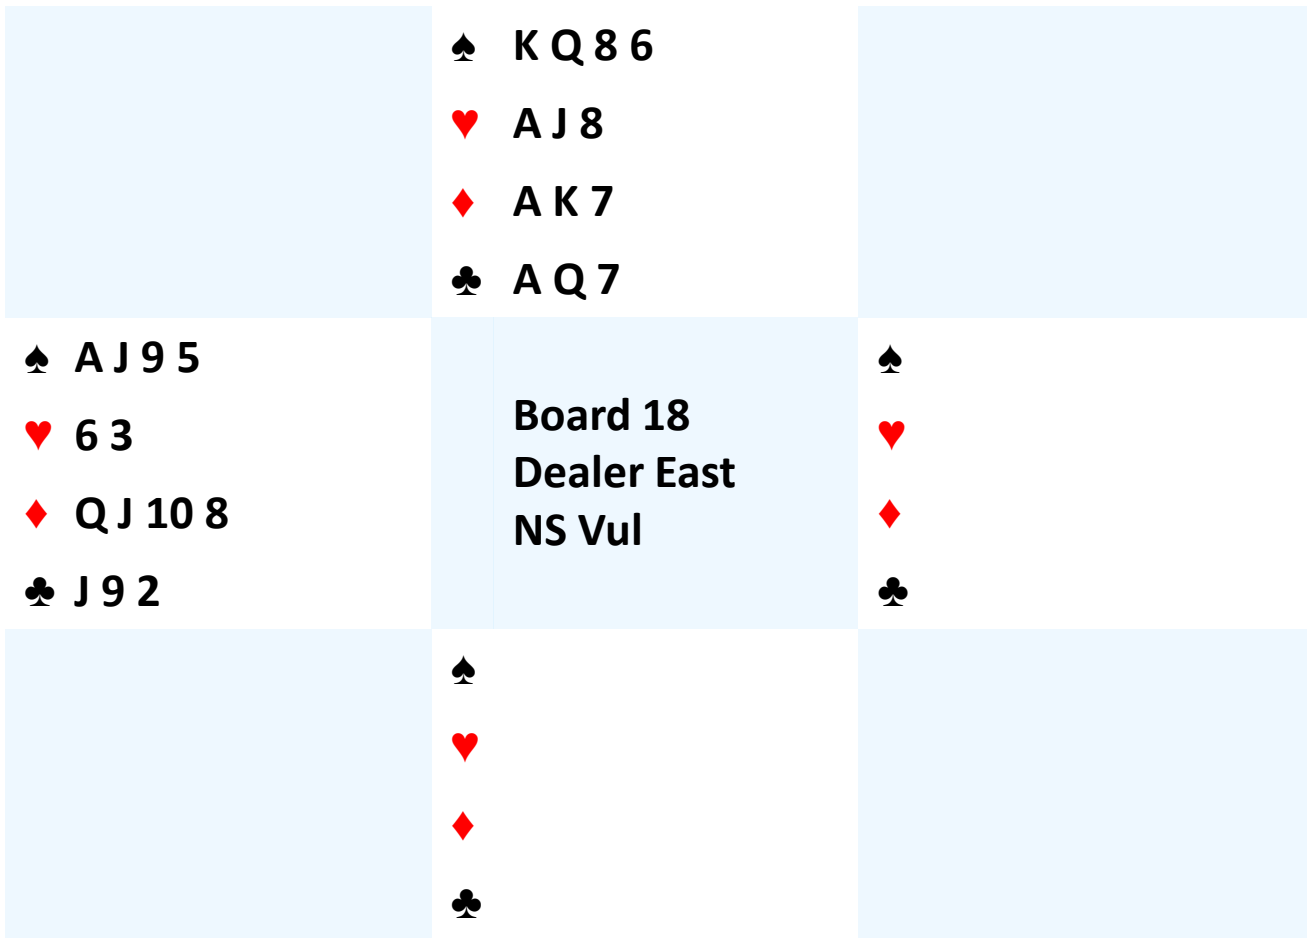 ♠ K Q 8 6
♥ A J 8
♦ A K 7
♣ A Q 7
♠ A J 9 5
♥ 6 3
♦ Q J 10 8
♣ J 9 2
Board 18
Dealer East
NS Vul
♠
♥
♦
♣
♠
♥
♦
♣